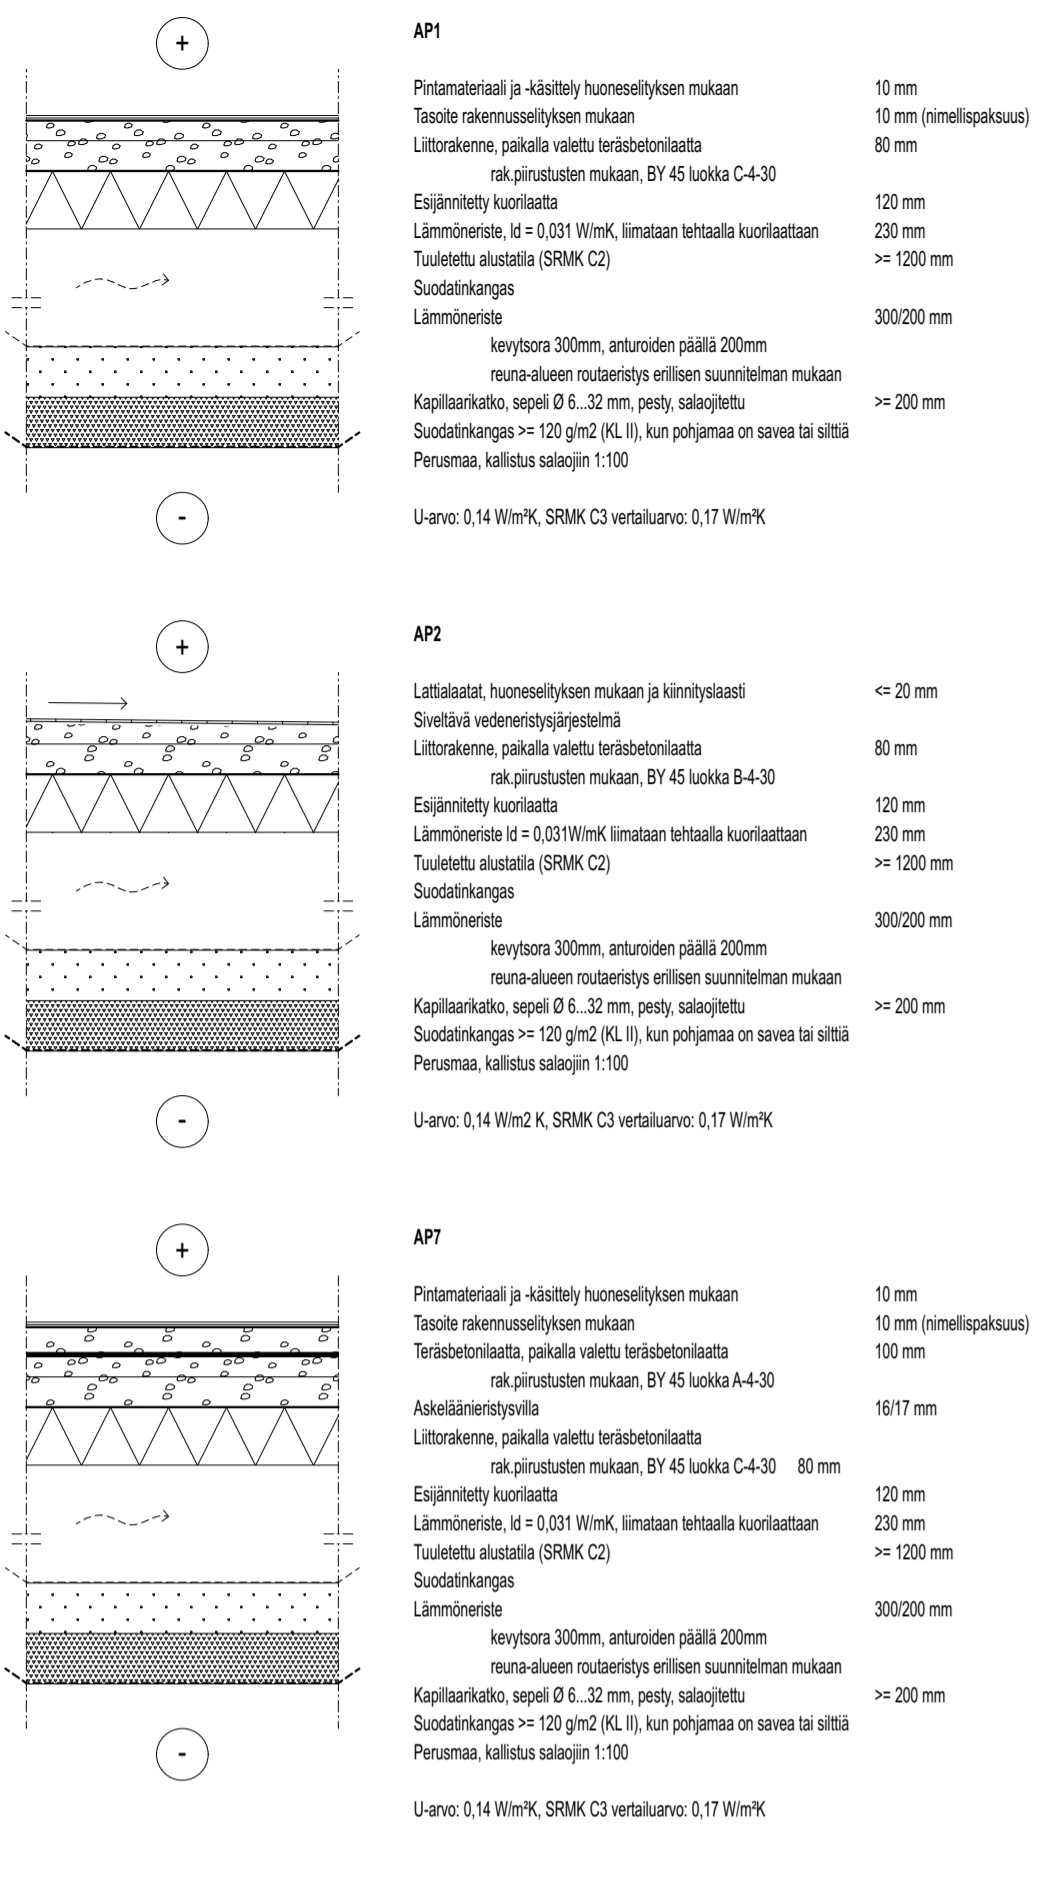 +
AP1
Pintamateriaali ja -käsittely huoneselityksen mukaan 10 mm
Tasoite rakennusselityksen mukaan 10 mm (nimellispaksuus)
Liittorakenne, paikalla valettu teräsbetonilaatta 80 mm
rak.piirustusten mukaan, BY 45 luokka C-4-30
Esijännitetty kuorilaatta 120 mm
Lämmöneriste, ld = 0,031 W/mK, liimataan tehtaalla kuorilaattaan 230 mm
Tuuletettu alustatila (SRMK C2) >= 1200 mm
Suodatinkangas
Lämmöneriste 300/200 mm
kevytsora 300mm, anturoiden päällä 200mm
reuna-alueen routaeristys erillisen suunnitelman mukaan
Kapillaarikatko, sepeli Ø 6...32 mm, pesty, salaojitettu >= 200 mm
Suodatinkangas >= 120 g/m2 (KL II), kun pohjamaa on savea tai silttiä
Perusmaa, kallistus salaojiin 1:100
-
U-arvo: 0,14 W/m²K, SRMK C3 vertailuarvo: 0,17 W/m²K
+
AP2
Lattialaatat, huoneselityksen mukaan ja kiinnityslaasti <= 20 mm
Siveltävä vedeneristysjärjestelmä
Liittorakenne, paikalla valettu teräsbetonilaatta 80 mm
rak.piirustusten mukaan, BY 45 luokka B-4-30
Esijännitetty kuorilaatta 120 mm
Lämmöneriste ld = 0,031W/mK liimataan tehtaalla kuorilaattaan 230 mm
Tuuletettu alustatila (SRMK C2) >= 1200 mm
Suodatinkangas
Lämmöneriste 300/200 mm
kevytsora 300mm, anturoiden päällä 200mm
reuna-alueen routaeristys erillisen suunnitelman mukaan
Kapillaarikatko, sepeli Ø 6...32 mm, pesty, salaojitettu >= 200 mm
Suodatinkangas >= 120 g/m2 (KL II), kun pohjamaa on savea tai silttiä
Perusmaa, kallistus salaojiin 1:100
-
U-arvo: 0,14 W/m2 K, SRMK C3 vertailuarvo: 0,17 W/m²K
+
AP7
Pintamateriaali ja -käsittely huoneselityksen mukaan 10 mm
Tasoite rakennusselityksen mukaan 10 mm (nimellispaksuus)
Teräsbetonilaatta, paikalla valettu teräsbetonilaatta 100 mm
rak.piirustusten mukaan, BY 45 luokka A-4-30
Askeläänieristysvilla 16/17 mm
Liittorakenne, paikalla valettu teräsbetonilaatta
rak.piirustusten mukaan, BY 45 luokka C-4-30 80 mm
Esijännitetty kuorilaatta 120 mm
Lämmöneriste, ld = 0,031 W/mK, liimataan tehtaalla kuorilaattaan 230 mm
Tuuletettu alustatila (SRMK C2) >= 1200 mm
Suodatinkangas
Lämmöneriste 300/200 mm
kevytsora 300mm, anturoiden päällä 200mm
reuna-alueen routaeristys erillisen suunnitelman mukaan
Kapillaarikatko, sepeli Ø 6...32 mm, pesty, salaojitettu >= 200 mm
Suodatinkangas >= 120 g/m2 (KL II), kun pohjamaa on savea tai silttiä
Perusmaa, kallistus salaojiin 1:100
-
U-arvo: 0,14 W/m²K, SRMK C3 vertailuarvo: 0,17 W/m²K